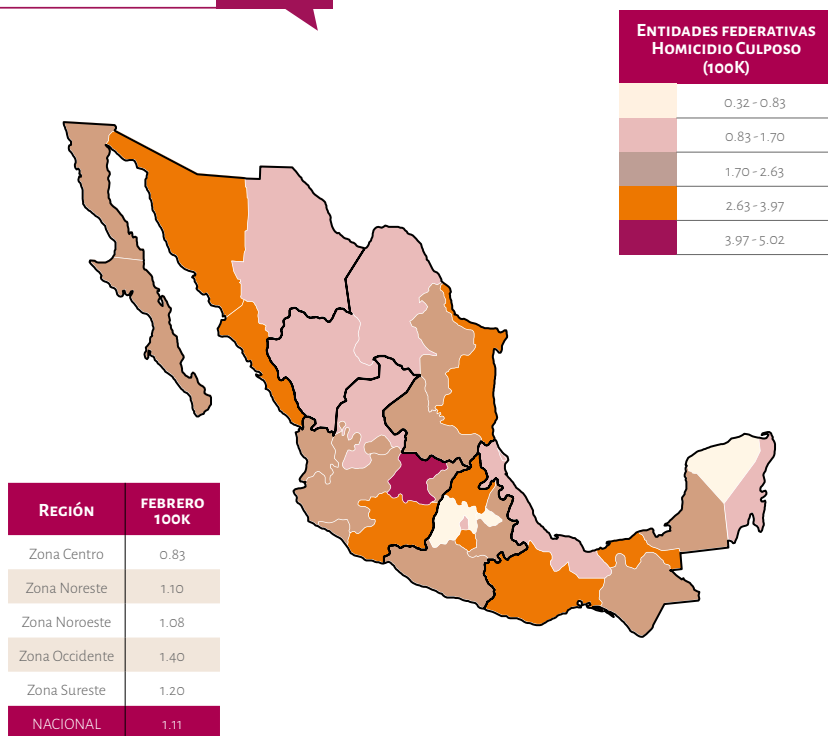 Entidades federativas
Homicidio Culposo
(100K)
0.32 - 0.83
0.83 - 1.70
1.70 - 2.63
2.63 - 3.97
3.97 - 5.02
Región febrero 100k
Zona Centro 0.83
Zona Noreste 1.10
Zona Noroeste 1.08
Zona Occidente 1.40
Zona Sureste 1.20
NACIONAL 1.11